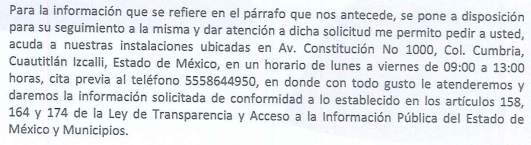 Para la información que se refiere en el párrafo que nos antecede, se pone a disposición
para su seguimiento a la misma y dar atención a dicha solicitud me permito pedir a usted,
acuda a nuestras instalaciones ubicadas en Av. Constitución No 1000, Col. Cumbria,
Cuautitlán Izcalli, Estado de México, en un horario de lunes a viernes de 09:00 a 13:00
horas, cita previa al teléfono 5558644950, en donde con todo gusto le atenderemos y
daremos la información solicitada de conformidad a lo establecido en los artículos 158,
164 y 174 de la Ley de Transparencia y Acceso a la Información Pública del Estado de
México y Municipios.